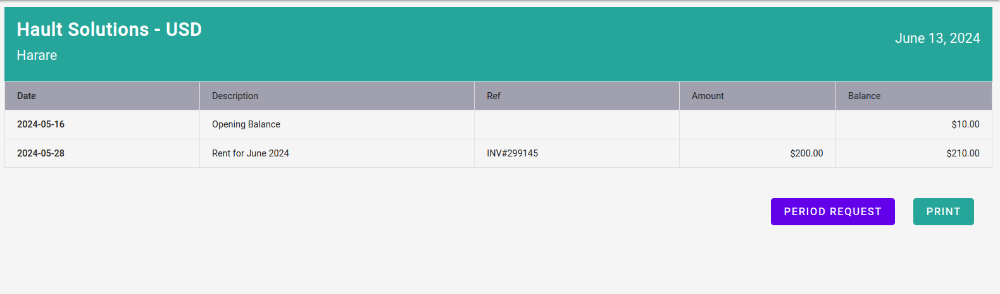 Hault Solutions - USD
Harare
June 13, 2024
Date Description Ref Amount Balance
2024-05-16 Opening Balance $10.00
2024-05-28 Rent for June 2024 INV#299145 $200.00 $210.00
PERIOD REQUEST PRINT